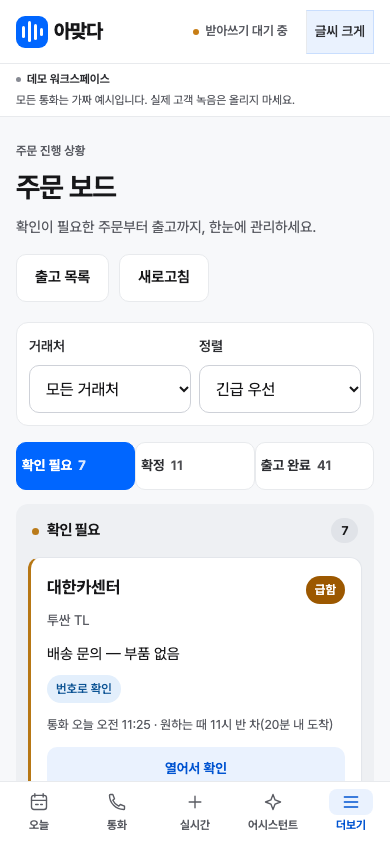 아맞다
받아쓰기 대기 중
글씨 크게
데모 워크스페이스
모든 통화는 가짜 예시입니다. 실제 고객 녹음은 올리지 마세요.
주문 진행 상황
주문 보드
확인이 필요한 주문부터 출고까지, 한눈에 관리하세요.
출고 목록
새로고침
거래처
정렬
모든 거래처
긴급 우선
확인 필요 7
확정 11
출고 완료 41
확인 필요
7
대한카센터
급함
투싼 TL
배송 문의 — 부품 없음
번호로 확인
통화 오늘 오전 11:25 · 원하는 때 11시 반 차(20분 내 도착)
열어서 확인
오늘
통화
실시간
어시스턴트
더보기